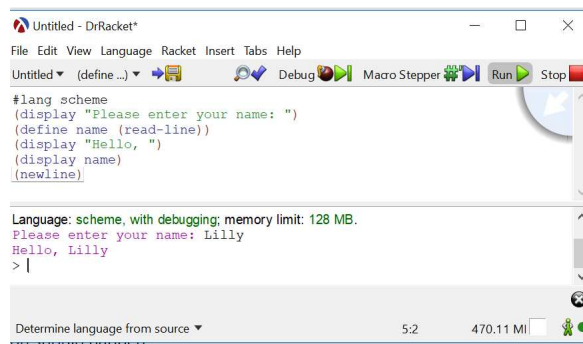 Untitled - DrRacket*
File Edit View Language Racket Insert Tabs Help
Untitled (define ...) Debug Macro Stepper Run Stop
#lang scheme
(display "Please enter your name: ")
(define name (read-line))
(display "Hello, ")
(display name)
(newline)
Language: scheme, with debugging; memory limit: 128 MB.
Please enter your name: Lilly
Hello, Lilly
>
Determine language from source 5:2 470.11 MI